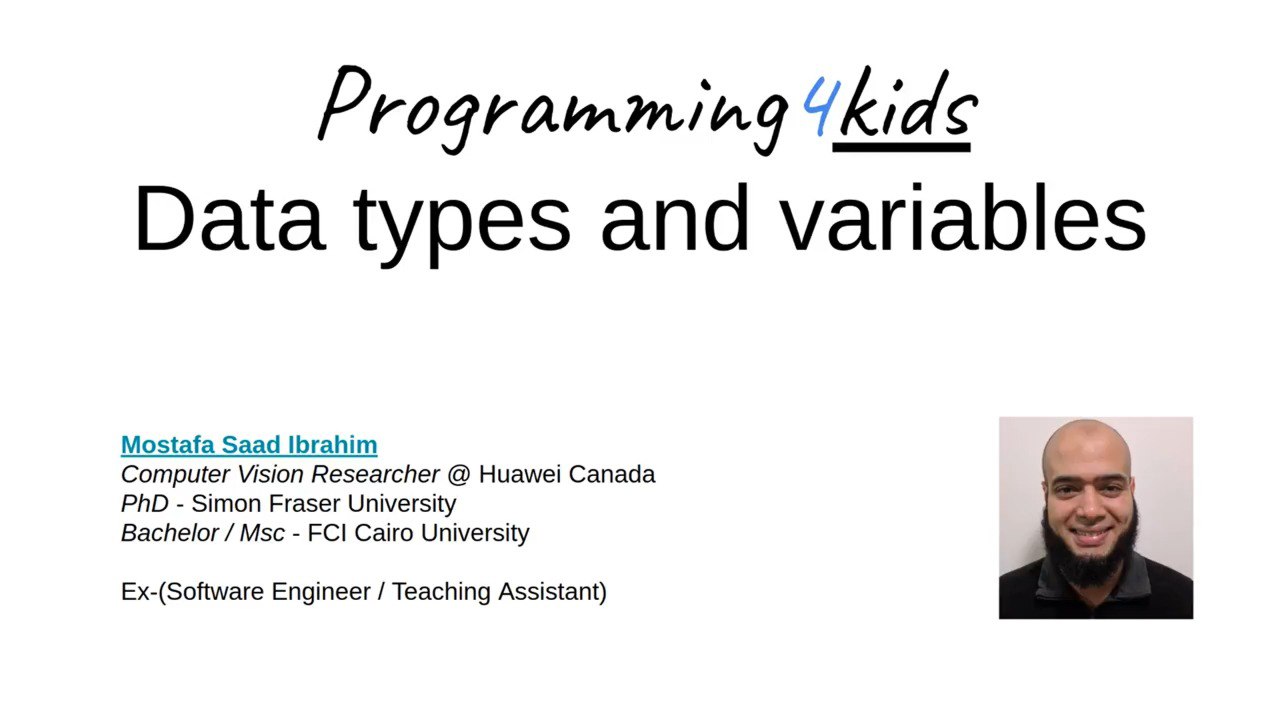 Programming4kids
Data types and variables
Mostafa Saad Ibrahim
Computer Vision Researcher @ Huawei Canada
PhD - Simon Fraser University
Bachelor / Msc - FCI Cairo University
Ex-(Software Engineer / Teaching Assistant)